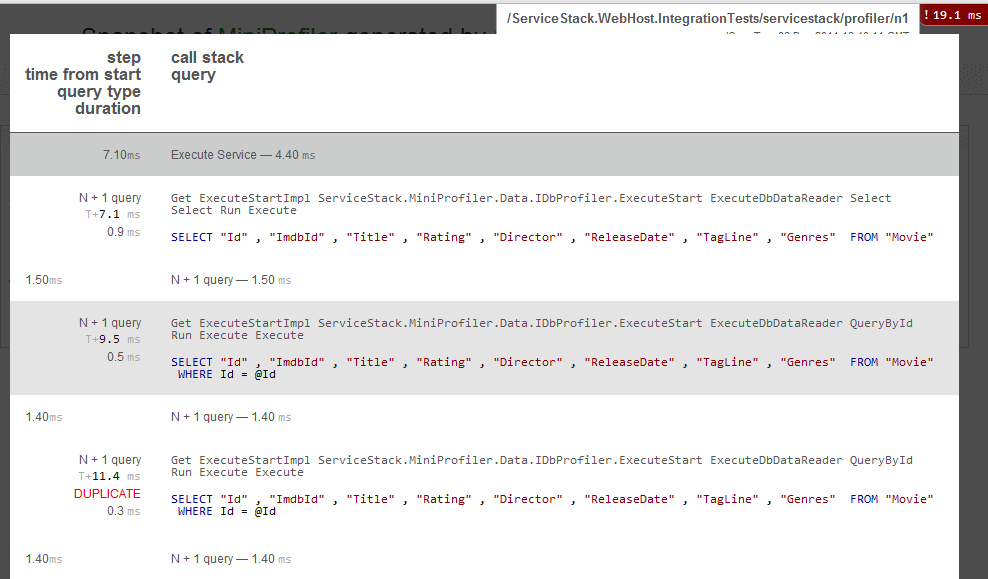 /ServiceStack.WebHost.IntegrationTests/servicestack/profiler/n1
! 19.1 ms
Snapshot of MiniProfiler generated by
step call stack
time from start query
query type
duration
7.10ms Execute Service — 4.40 ms
N + 1 query Get ExecuteStartImpl ServiceStack.MiniProfiler.Data.IDbProfiler.ExecuteStart ExecuteDbDataReader Select
T+7.1 ms Select Run Execute
0.9 ms SELECT "Id" , "ImdbId" , "Title" , "Rating" , "Director" , "ReleaseDate" , "TagLine" , "Genres"  FROM "Movie"
1.50ms N + 1 query — 1.50 ms
N + 1 query Get ExecuteStartImpl ServiceStack.MiniProfiler.Data.IDbProfiler.ExecuteStart ExecuteDbDataReader QueryById
T+9.5 ms Run Execute Execute
0.5 ms SELECT "Id" , "ImdbId" , "Title" , "Rating" , "Director" , "ReleaseDate" , "TagLine" , "Genres"  FROM "Movie"
WHERE Id = @Id
1.40ms N + 1 query — 1.40 ms
N + 1 query Get ExecuteStartImpl ServiceStack.MiniProfiler.Data.IDbProfiler.ExecuteStart ExecuteDbDataReader QueryById
T+11.4 ms Run Execute Execute
DUPLICATE SELECT "Id" , "ImdbId" , "Title" , "Rating" , "Director" , "ReleaseDate" , "TagLine" , "Genres"  FROM "Movie"
0.3 ms WHERE Id = @Id
1.40ms N + 1 query — 1.40 ms